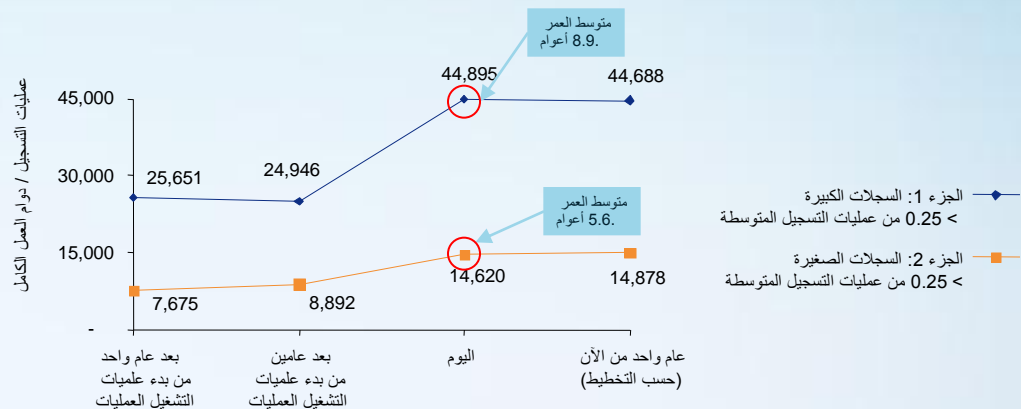 متوسط العمر
8.9. أعوام
44,895
44,688
45,000
عمليات التسجيل / دوام العمل الكامل
25,651
24,946
30,000
الجزء 1: السجلات الكبيرة
> 0.25 من عمليات التسجيل المتوسطة
متوسط العمر
5.6. أعوام
15,000
الجزء 2: السجلات الصغيرة
> 0.25 من عمليات التسجيل المتوسطة
14,620
14,878
7,675
8,892
-
بعد عام واحد
من بدء علميات
التشغيل العمليات
بعد عامين
من بدء علميات
التشغيل العمليات
اليوم
عام واحد من الآن
(حسب التخطيط)